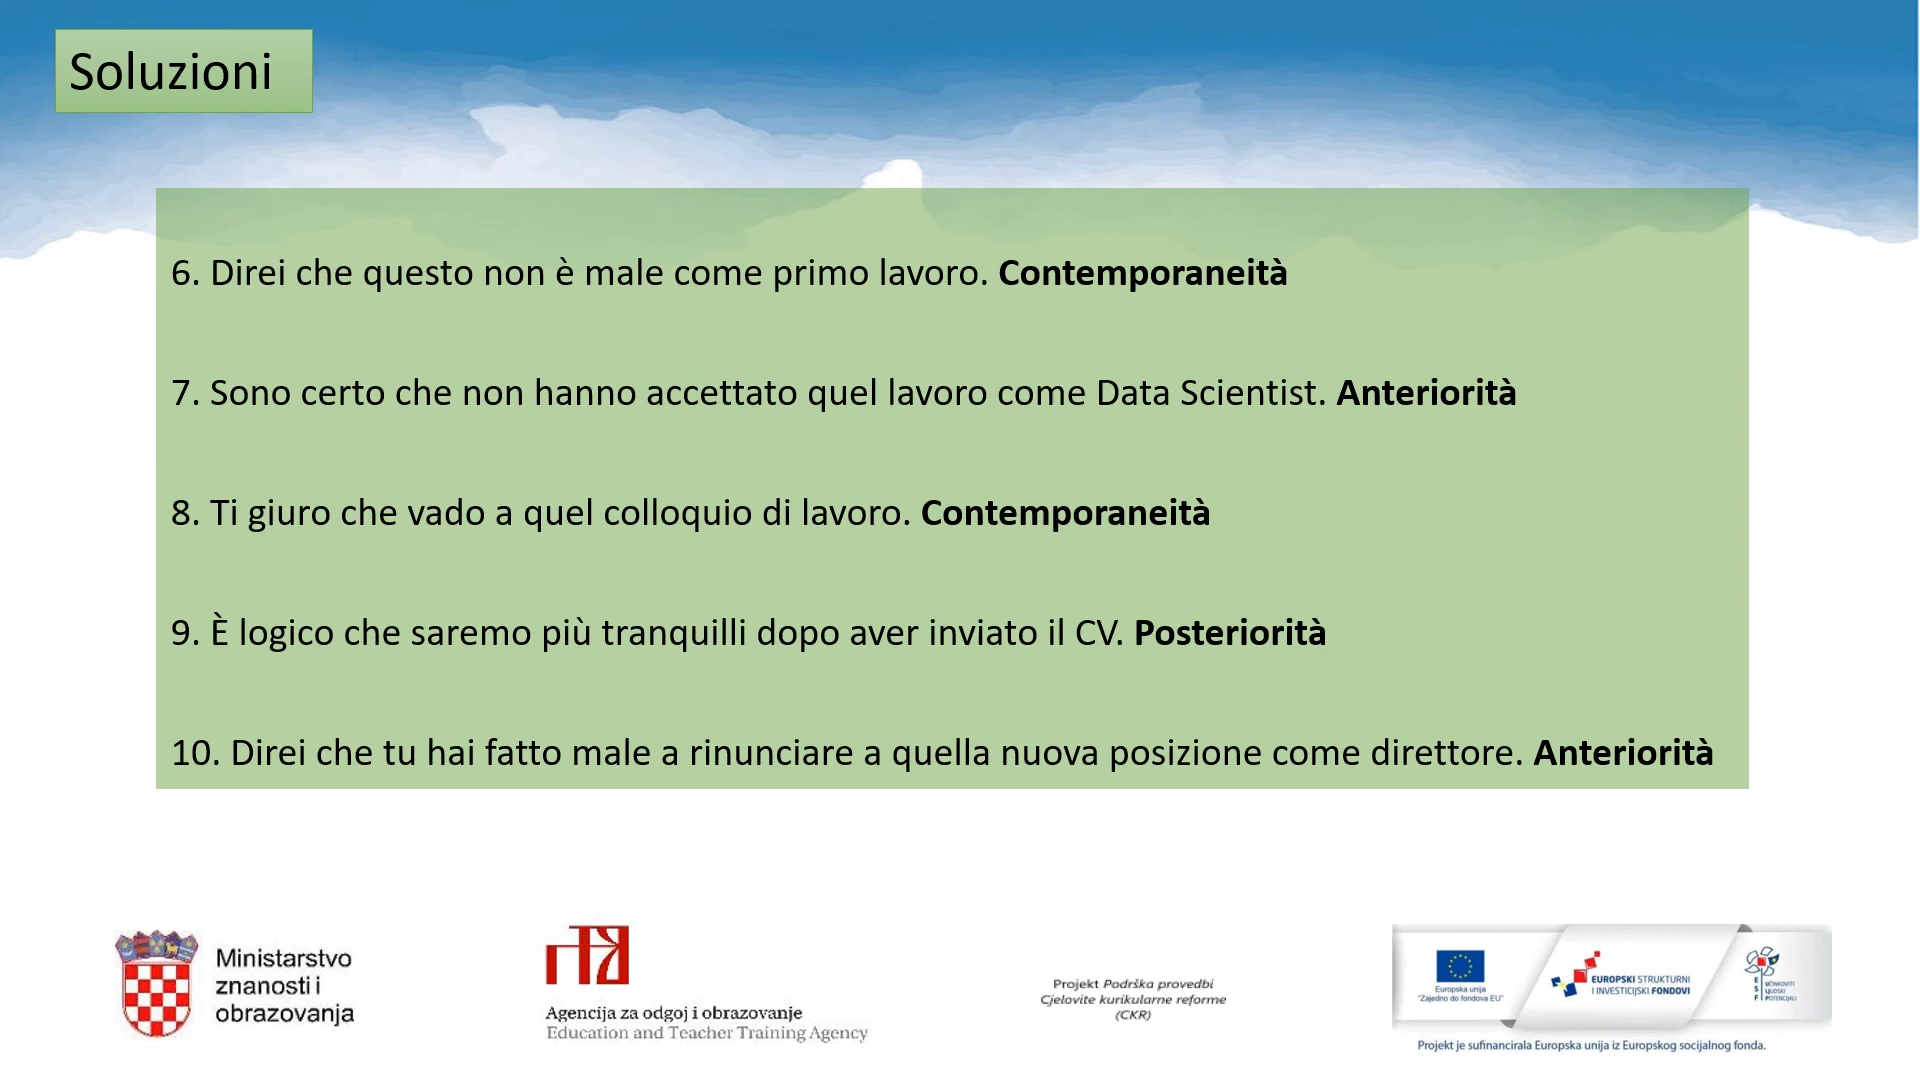 Soluzioni
6. Direi che questo non è male come primo lavoro. Contemporaneità
7. Sono certo che non hanno accettato quel lavoro come Data Scientist. Anteriorità
8. Ti giuro che vado a quel colloquio di lavoro. Contemporaneità
9. È logico che saremo più tranquilli dopo aver inviato il CV. Posteriorità
10. Direi che tu hai fatto male a rinunciare a quella nuova posizione come direttore. Anteriorità
Ministarstvo
znanosti i
obrazovanja
Agencija za odgoj i obrazovanje
Education and Teacher Training Agency
Projekt Podrška provedbi
Cjelovite kurikularne reforme
(CKR)
Europska unija
"Zajedno do fondova EU"
EUROPSKI STRUKTURNI
I INVESTICIJSKI FONDOVI
ESF
UČINKOVITI
LJUDSKI
POTENCIJALI
Projekt je sufinancirala Europska unija iz Europskog socijalnog fonda.